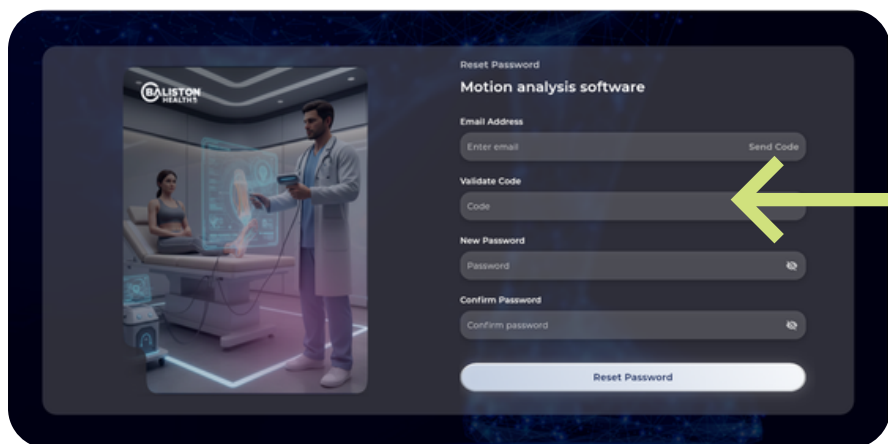 BALISTON
HEALTH
Reset Password
Motion analysis software
Email Address
Enter email
Send Code
Validate Code
Code
New Password
Password
Confirm Password
Confirm password
Reset Password